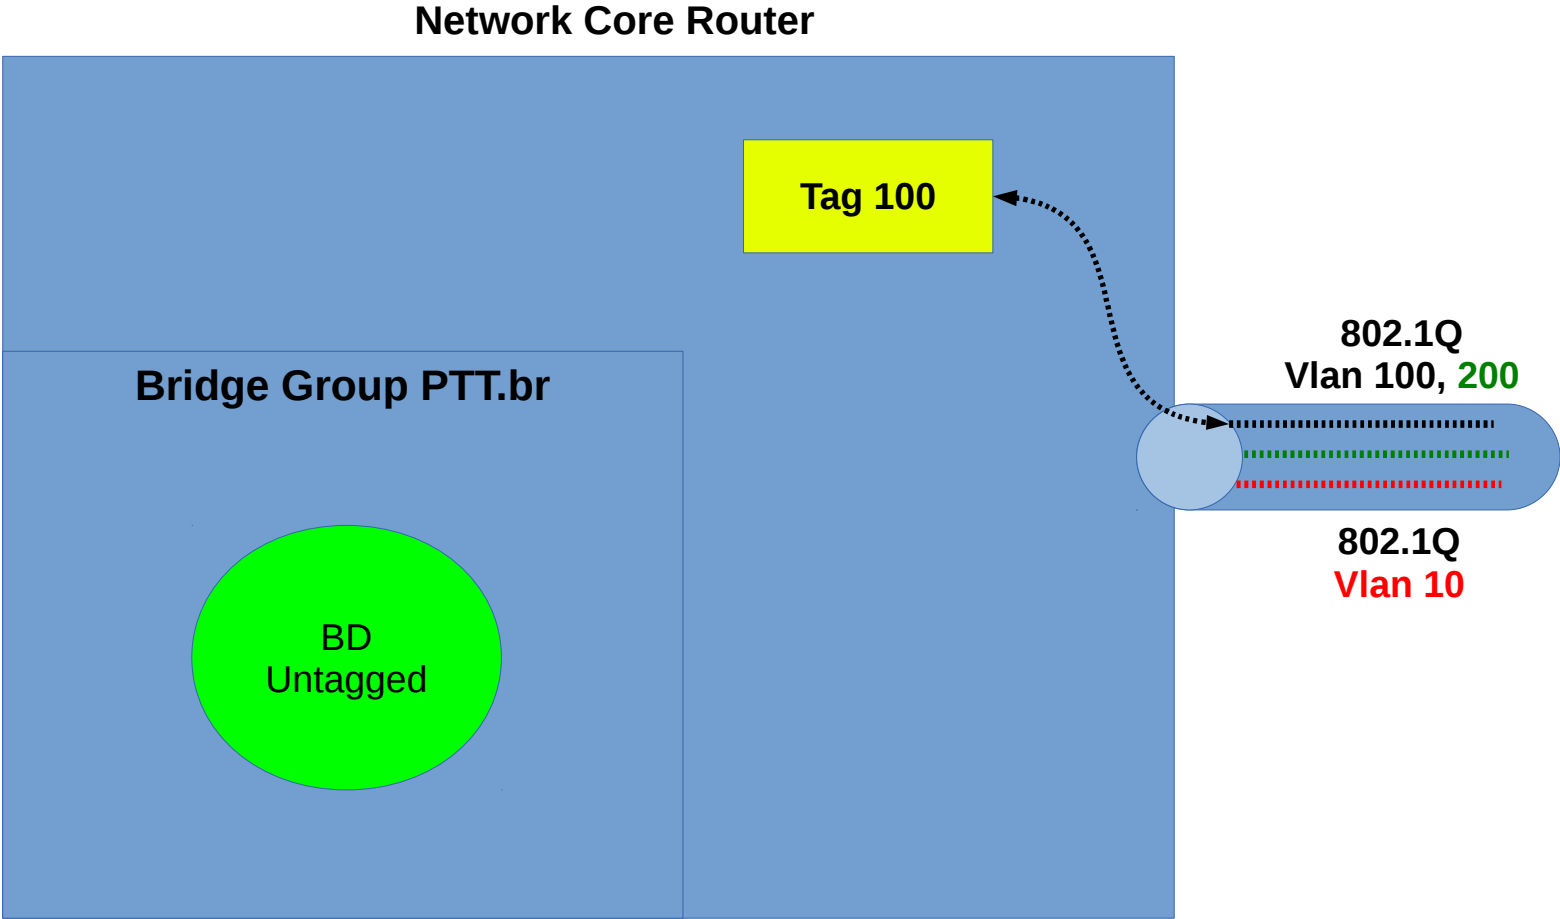 Network Core Router
Tag 100
802.1Q
Vlan 100, 200
Bridge Group PTT.br
802.1Q
Vlan 10
BD
Untagged